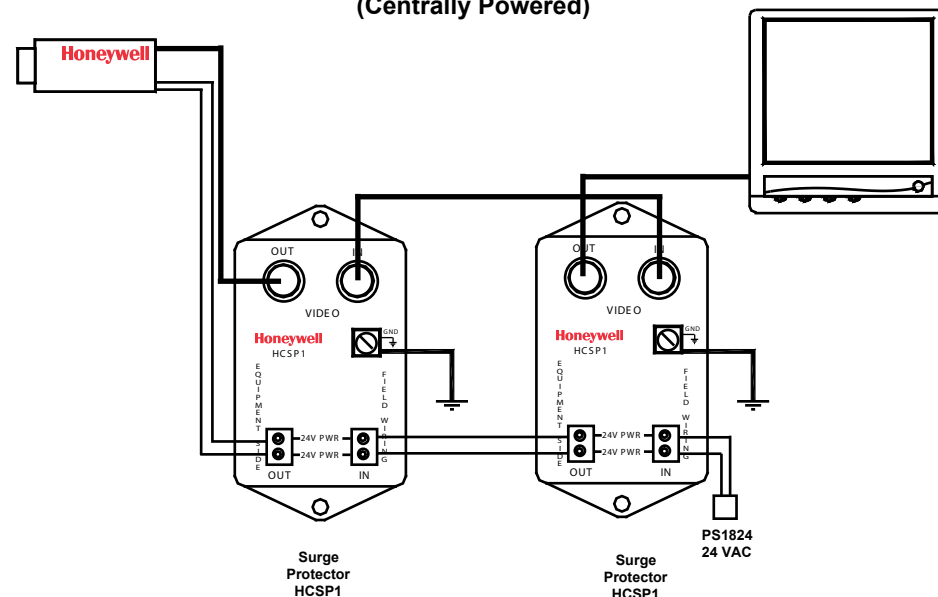 (Centrally Powered)
Honeywell
OUT
IN
VIDEO
Honeywell
HCSP1
GND
EQUIPMENT SIDE
FIELD WIRING
24V PWR
24V PWR
OUT
IN
Surge
Protector
HCSP1
OUT
IN
VIDEO
Honeywell
HCSP1
GND
EQUIPMENT SIDE
FIELD WIRING
24V PWR
24V PWR
OUT
IN
PS1824
24 VAC
Surge
Protector
HCSP1